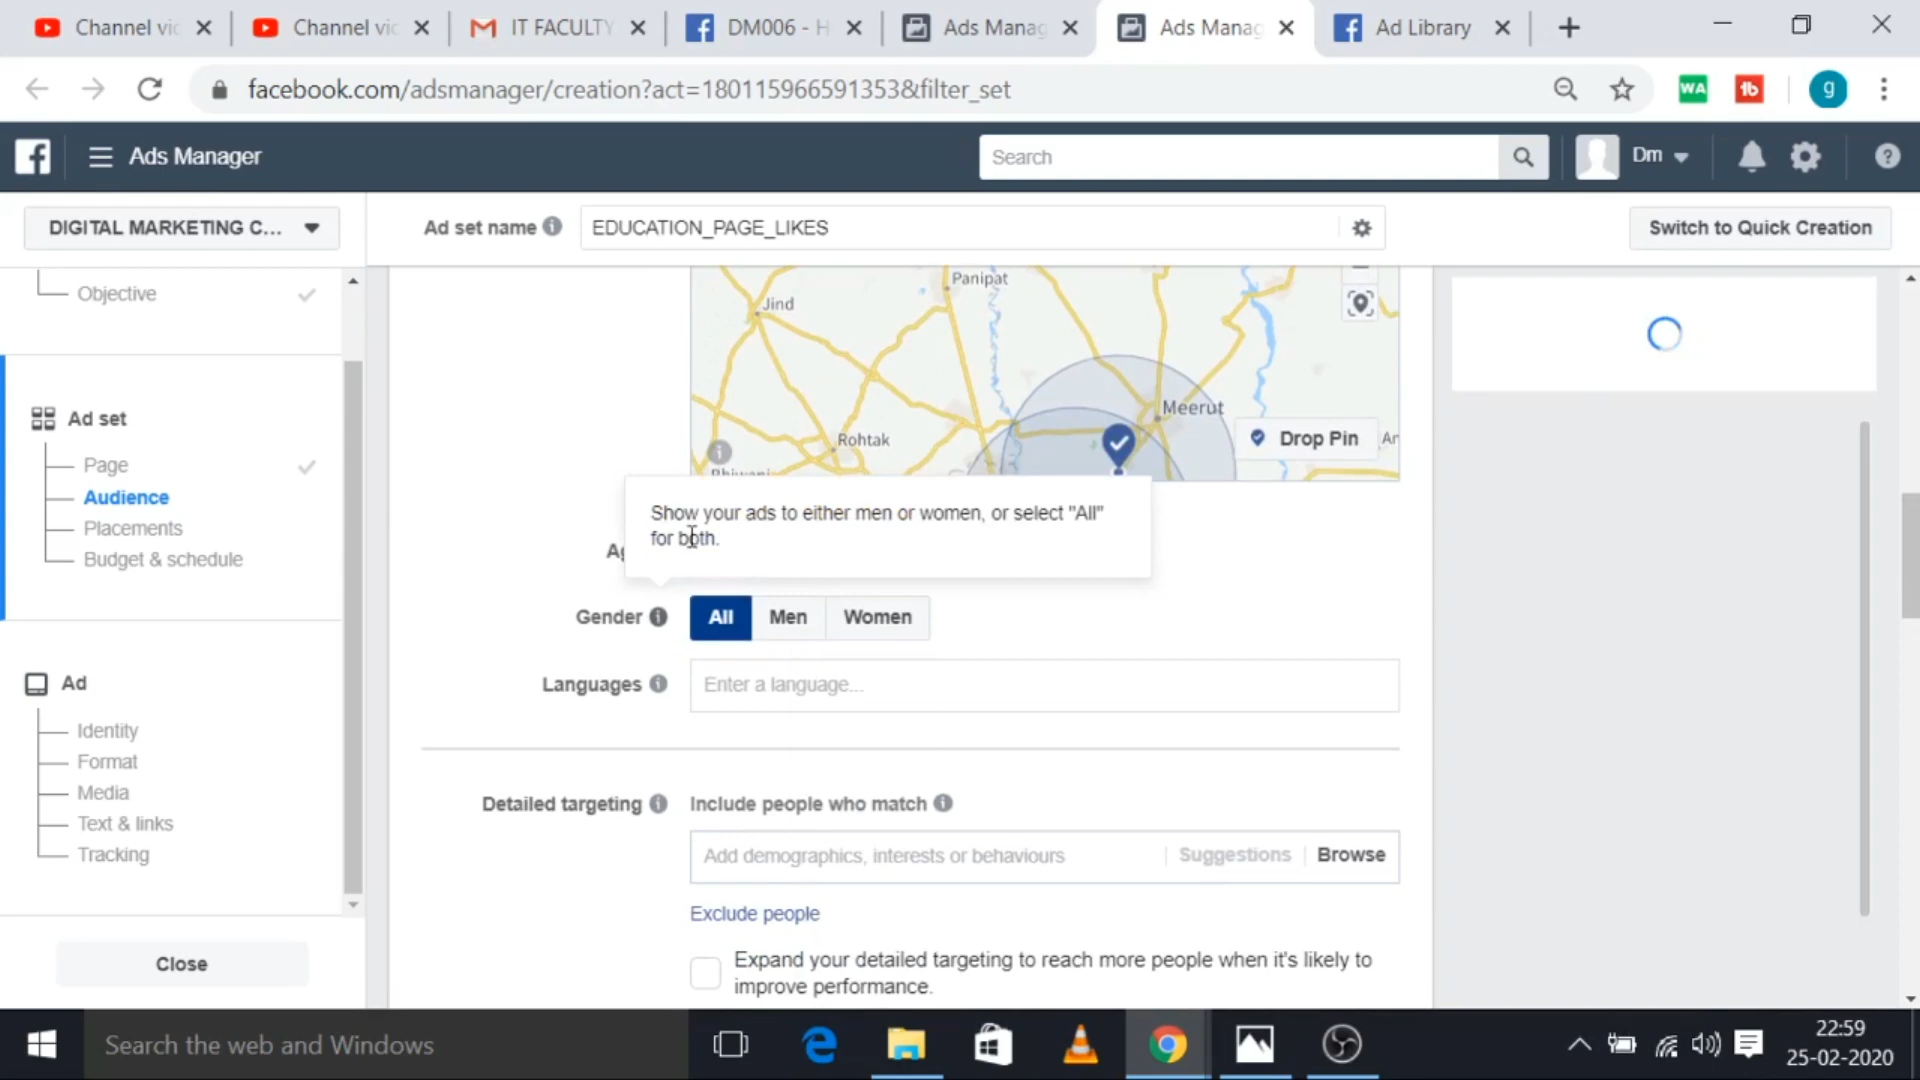 Channel vic
Channel vic
IT FACULTY
DM006 - H
Ads Manag
Ads Manag
Ad Library
facebook.com/adsmanager/creation?act=180115966591353&filter_set
WA
g
Ads Manager
Search
Dm
DIGITAL MARKETING C...
Ad set name
EDUCATION_PAGE_LIKES
Switch to Quick Creation
Objective
Ad set
Page
Audience
Placements
Budget & schedule
Ad
Identity
Format
Media
Text & links
Tracking
Close
Panipat
Jind
Meerut
Rohtak
Drop Pin
Show your ads to either men or women, or select "All"
for both.
Gender
All
Men
Women
Languages
Enter a language...
Detailed targeting
Include people who match
Add demographics, interests or behaviours
Suggestions
Browse
Exclude people
Expand your detailed targeting to reach more people when it's likely to
improve performance.
Search the web and Windows
22:59
25-02-2020